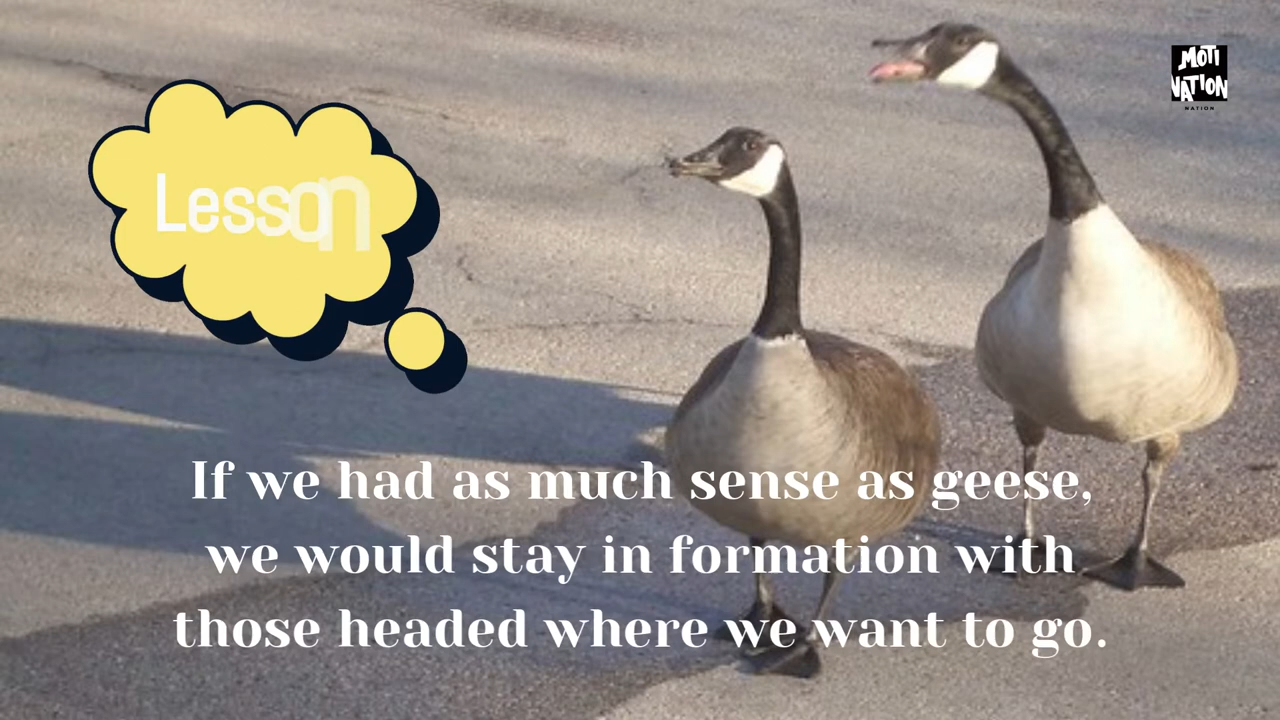 Lesson
MOTI
VATION
NATION
If we had as much sense as geese,
we would stay in formation with
those headed where we want to go.